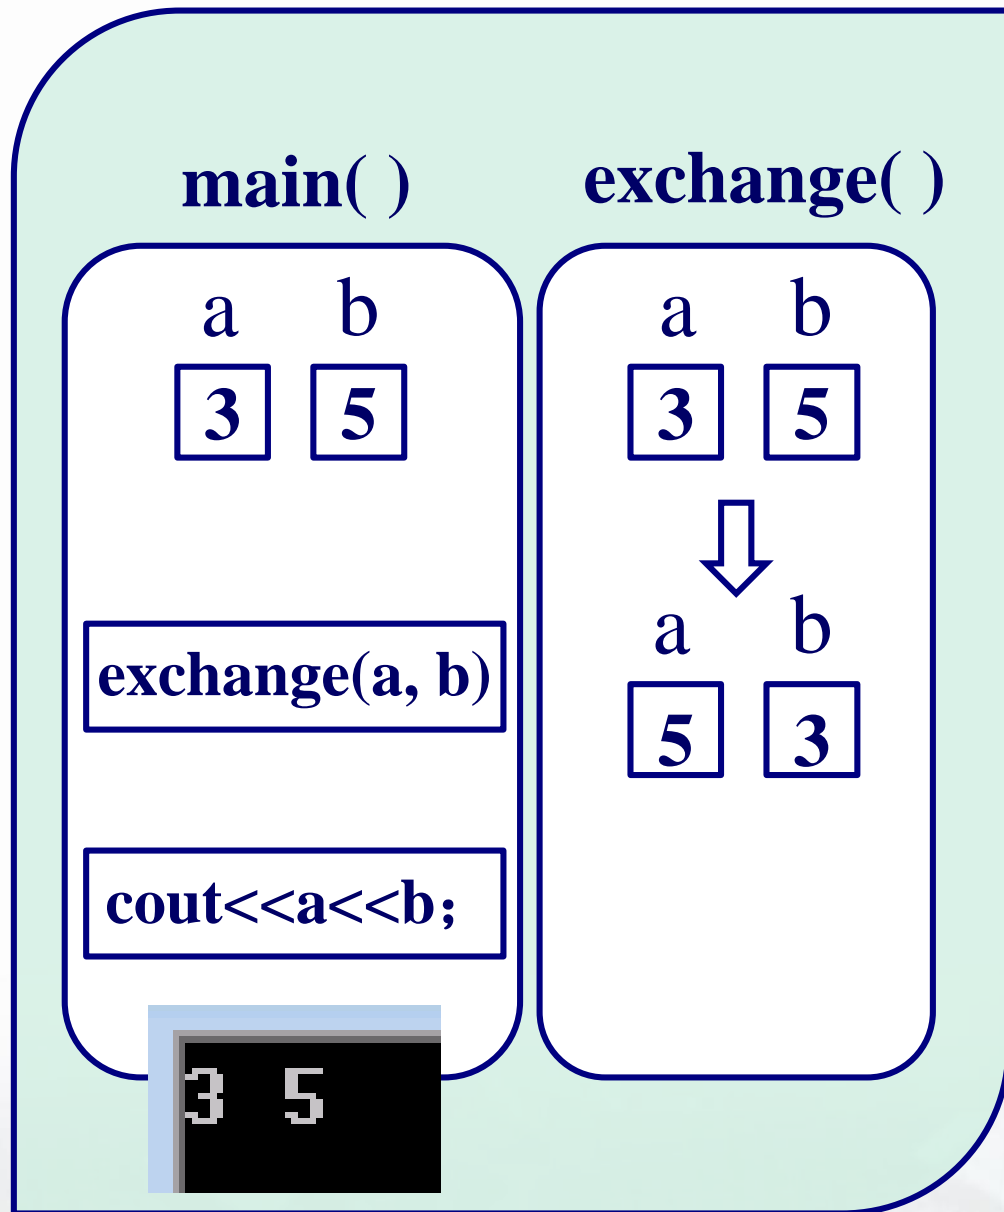 main( )
exchange( )
a b
3 5
exchange(a, b)
cout<<a<<b；
3 5
a b
3 5
a b
5 3